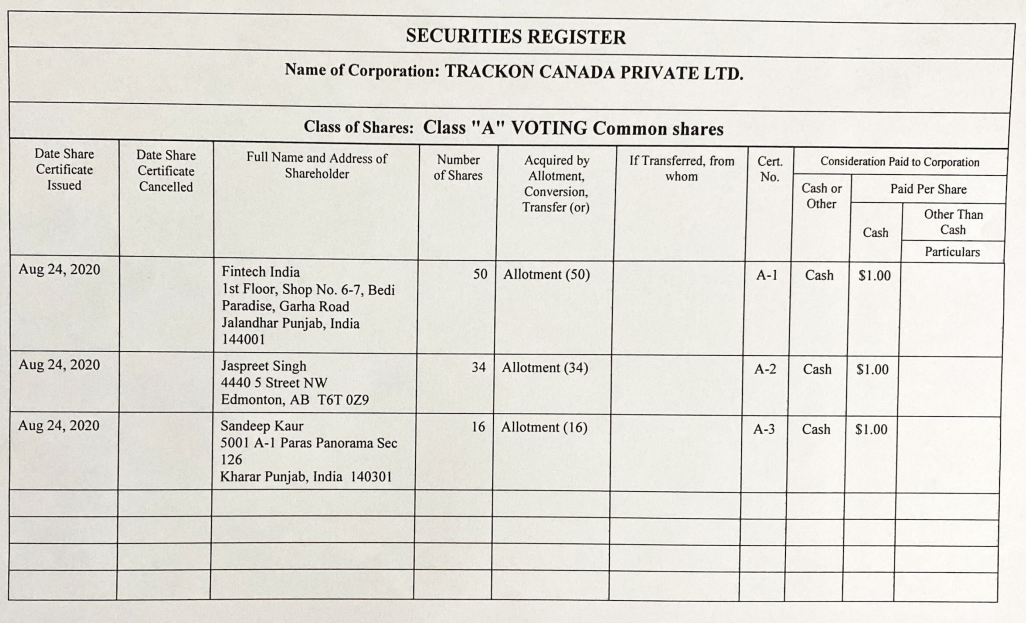 SECURITIES REGISTER
Name of Corporation: TRACKON CANADA PRIVATE LTD.
Class of Shares: Class "A" VOTING Common shares
Date Share
Certificate
Issued
Date Share
Certificate
Cancelled
Full Name and Address of
Shareholder
Number
of Shares
Acquired by
Allotment,
Conversion,
Transfer (or)
If Transferred, from
whom
Cert.
No.
Consideration Paid to Corporation
Cash or
Other
Paid Per Share
Cash
Other Than
Cash
Particulars
Aug 24, 2020
Fintech India
1st Floor, Shop No. 6-7, Bedi
Paradise, Garha Road
Jalandhar Punjab, India
144001
50
Allotment (50)
A-1
Cash
$1.00
Aug 24, 2020
Jaspreet Singh
4440 5 Street NW
Edmonton, AB T6T 0Z9
34
Allotment (34)
A-2
Cash
$1.00
Aug 24, 2020
Sandeep Kaur
5001 A-1 Paras Panorama Sec
126
Kharar Punjab, India 140301
16
Allotment (16)
A-3
Cash
$1.00